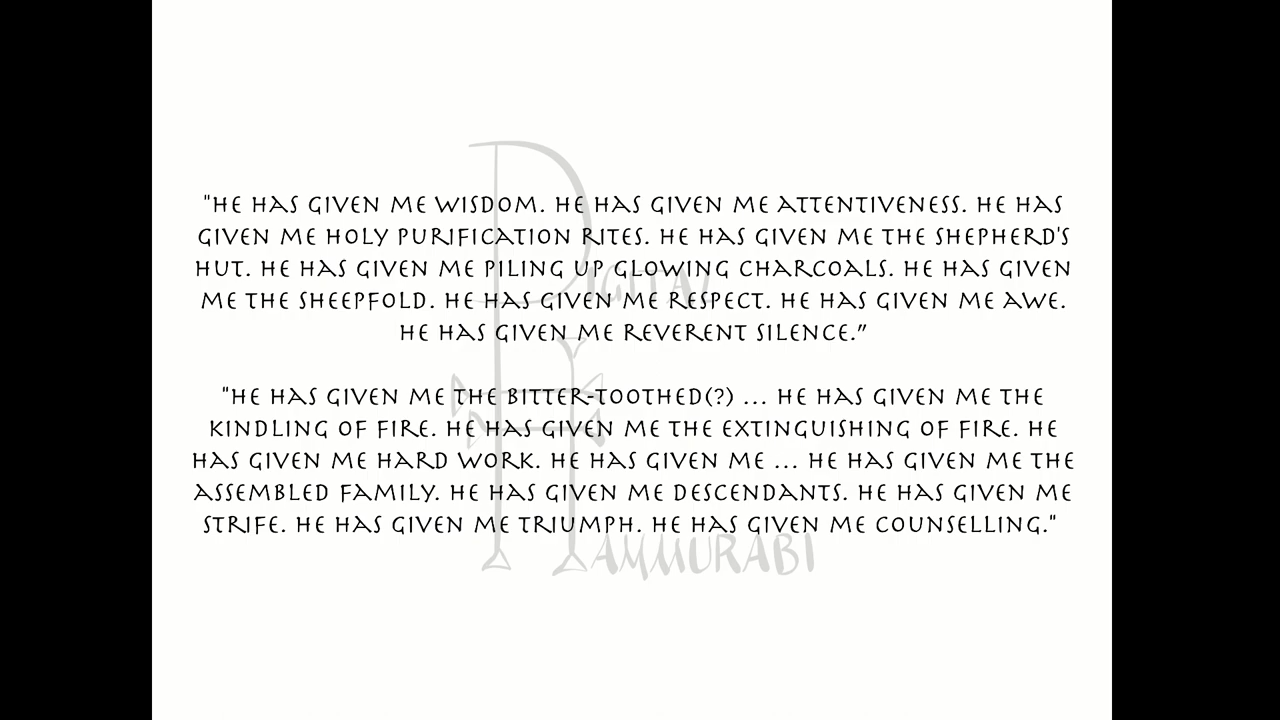 "HE HAS GIVEN ME WISDOM. HE HAS GIVEN ME ATTENTIVENESS. HE HAS
GIVEN ME HOLY PURIFICATION RITES. HE HAS GIVEN ME THE SHEPHERD'S
HUT. HE HAS GIVEN ME PILING UP GLOWING CHARCOALS. HE HAS GIVEN
ME THE SHEEPFOLD. HE HAS GIVEN ME RESPECT. HE HAS GIVEN ME AWE.
HE HAS GIVEN ME REVERENT SILENCE.”
"HE HAS GIVEN ME THE BITTER-TOOTHED(?) ... HE HAS GIVEN ME THE
KINDLING OF FIRE. HE HAS GIVEN ME THE EXTINGUISHING OF FIRE. HE
HAS GIVEN ME HARD WORK. HE HAS GIVEN ME ... HE HAS GIVEN ME THE
ASSEMBLED FAMILY. HE HAS GIVEN ME DESCENDANTS. HE HAS GIVEN ME
STRIFE. HE HAS GIVEN ME TRIUMPH. HE HAS GIVEN ME COUNSELLING."
DIGITAL
HAMMURABI